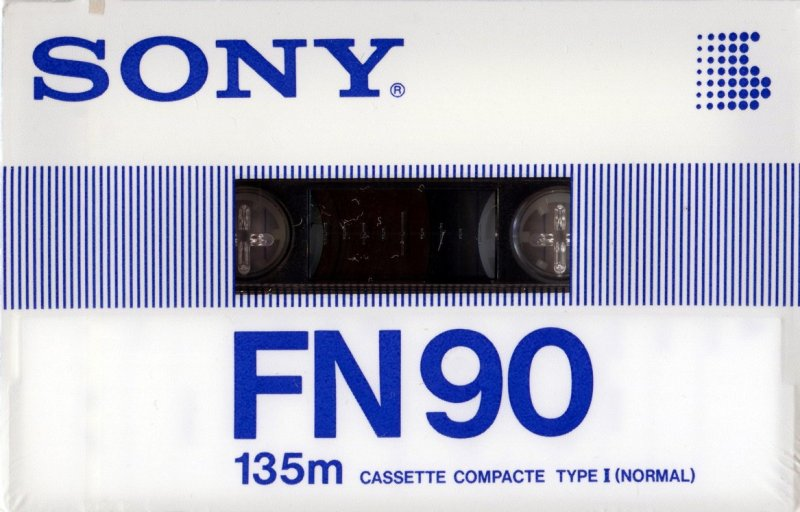 SONY®
FN90
135m CASSETTE COMPACTE TYPE I (NORMAL)